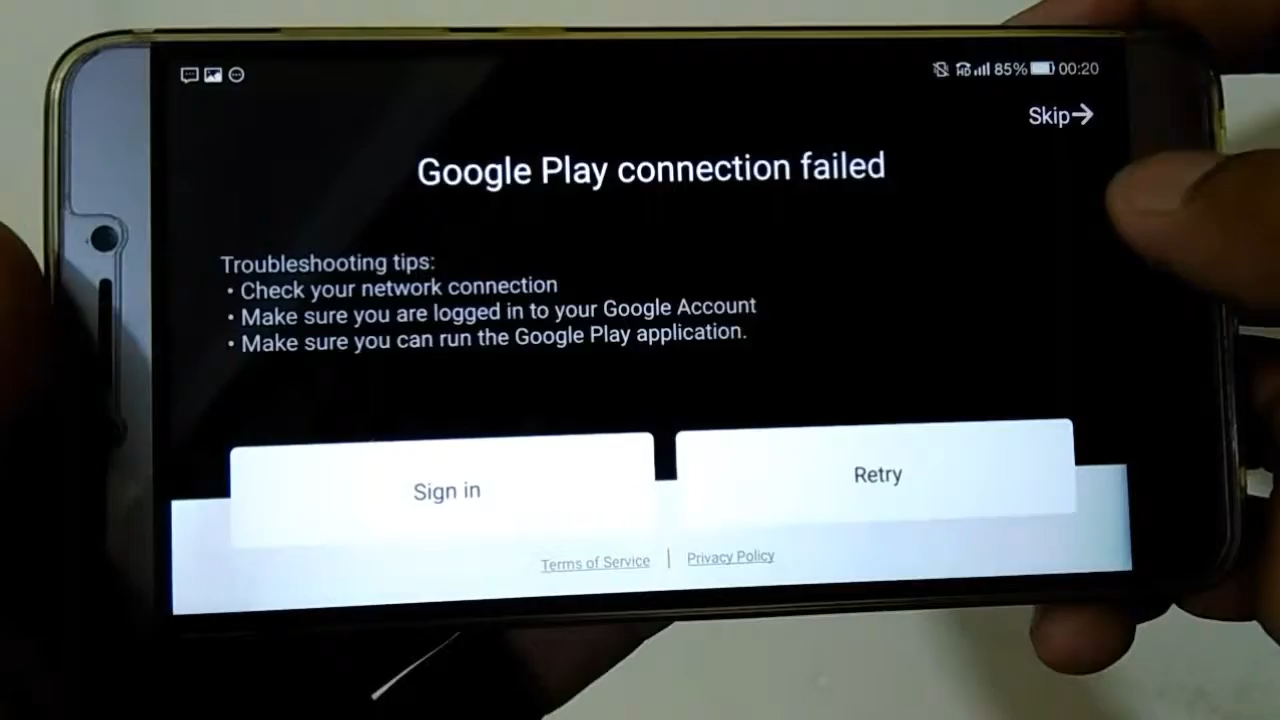 HD 85% 00:20
Skip→
Google Play connection failed
Troubleshooting tips:
• Check your network connection
• Make sure you are logged in to your Google Account
• Make sure you can run the Google Play application.
Sign in Retry
Terms of Service | Privacy Policy